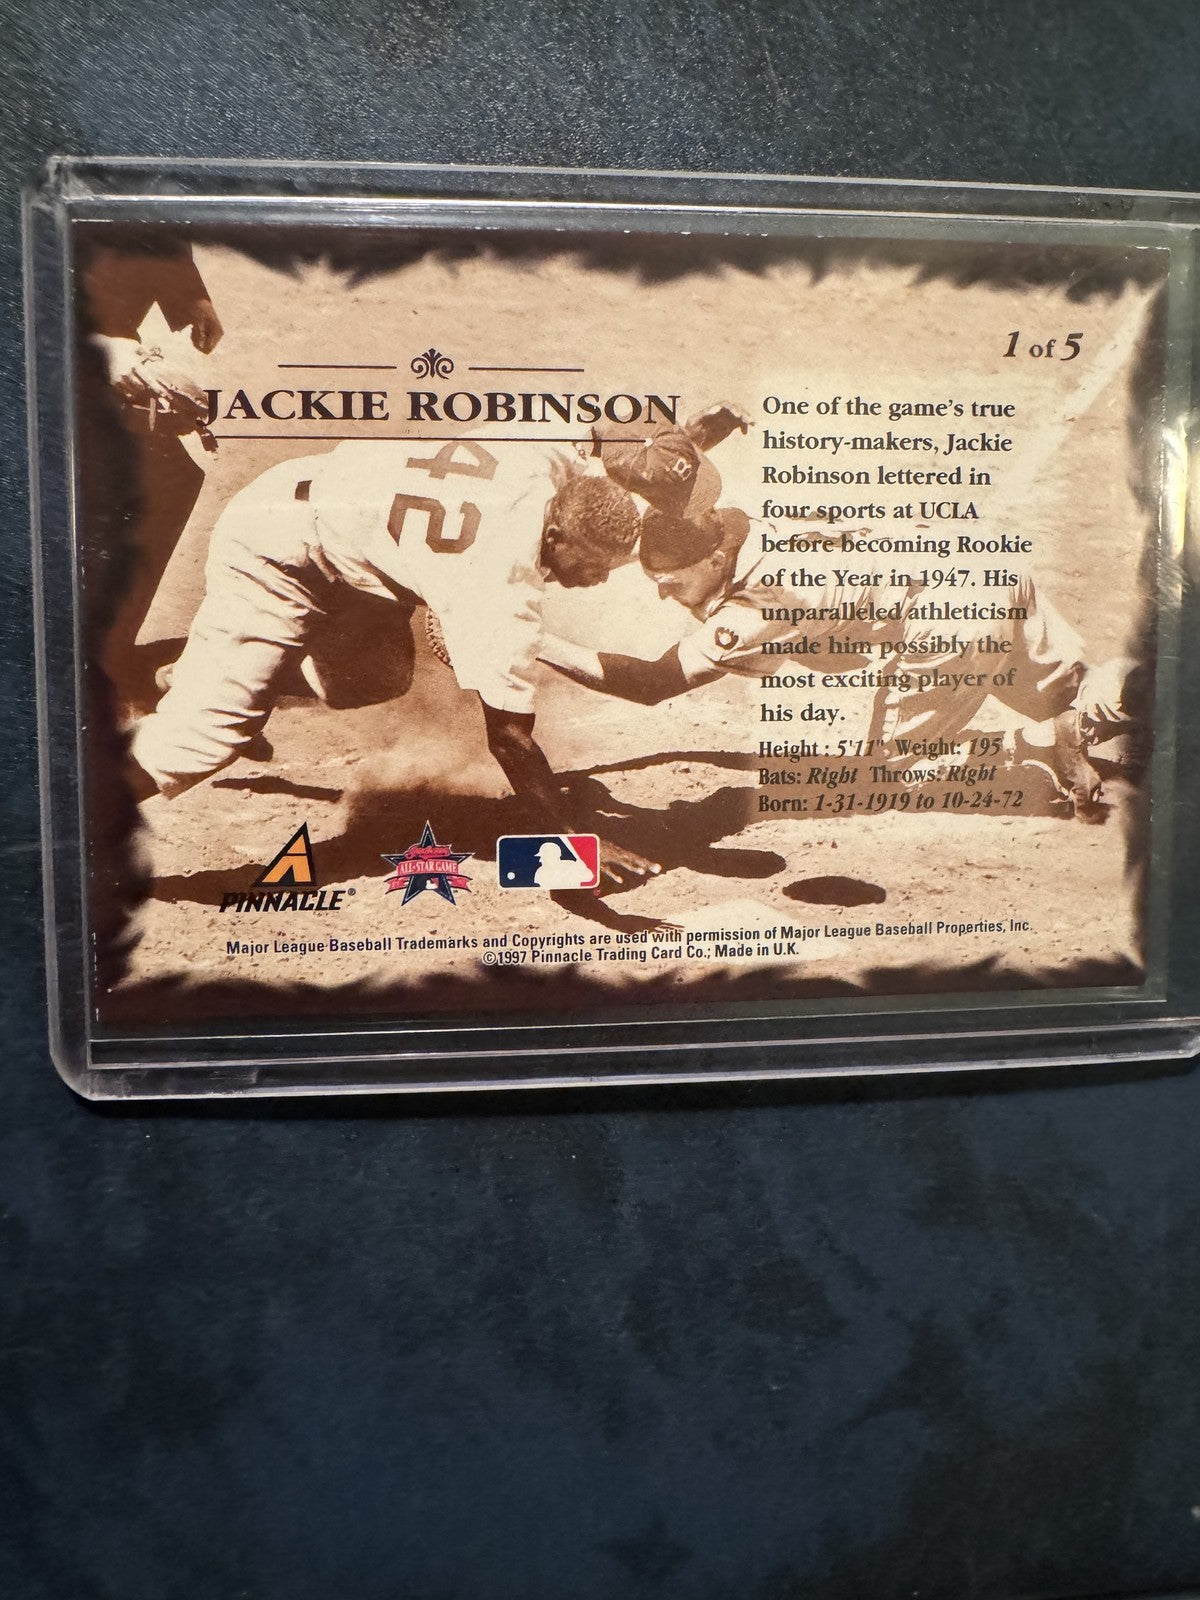 1 of 5
JACKIE ROBINSON
One of the game's true
history-makers, Jackie
Robinson lettered in
four sports at UCLA
before becoming Rookie
of the Year in 1947. His
unparalleled athleticism
made him possibly the
most exciting player of
his day.
Height : 5'11", Weight: 195
Bats: Right Throws: Right
Born: 1-31-1919 to 10-24-72
42
B
C
PINNACLE®
ALL-STAR GAME
Major League Baseball Trademarks and Copyrights are used with permission of Major League Baseball Properties, Inc.
©1997 Pinnacle Trading Card Co.; Made in U.K.